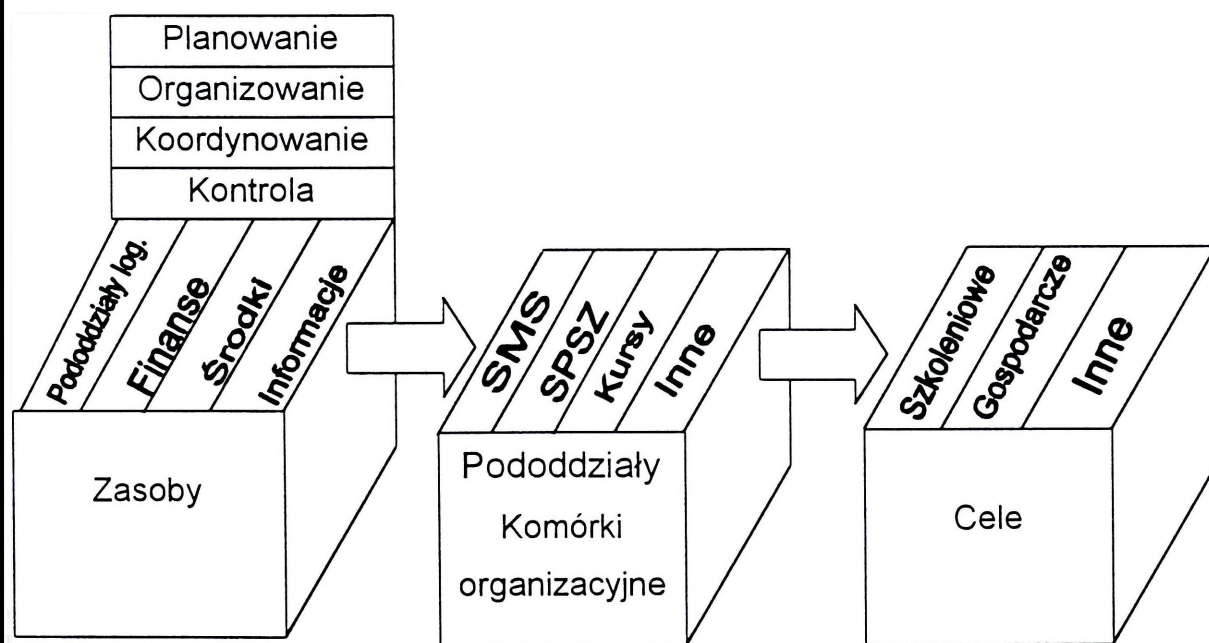 Planowanie
Organizowanie
Koordynowanie
Kontrola
Pododdziały log.
Finanse
Środki
Informacje
Zasoby
SMS
SPSZ
Kursy
Inne
Pododdziały
Komórki
organizacyjne
Szkoleniowe
Gospodarcze
Inne
Cele